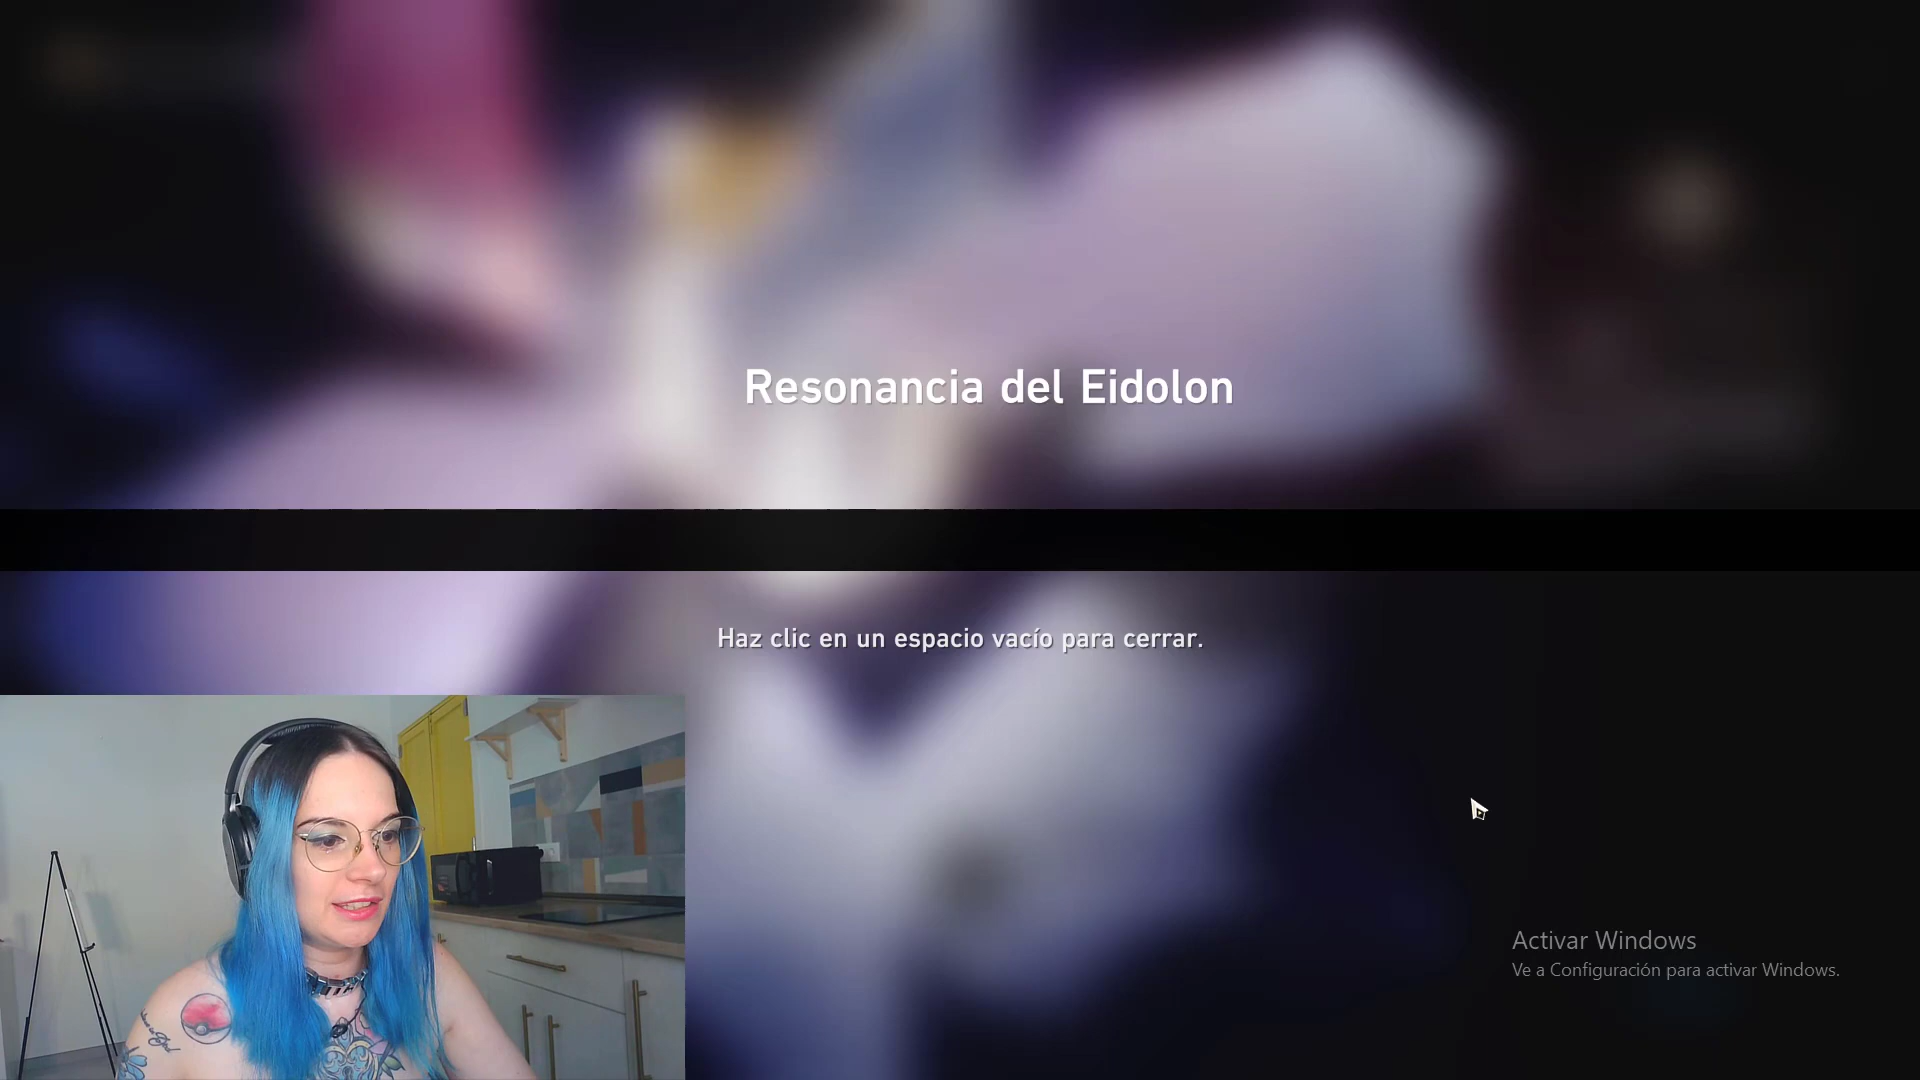 Resonancia del Eidolon
Haz clic en un espacio vacío para cerrar.
Activar Windows
Ve a Configuración para activar Windows.